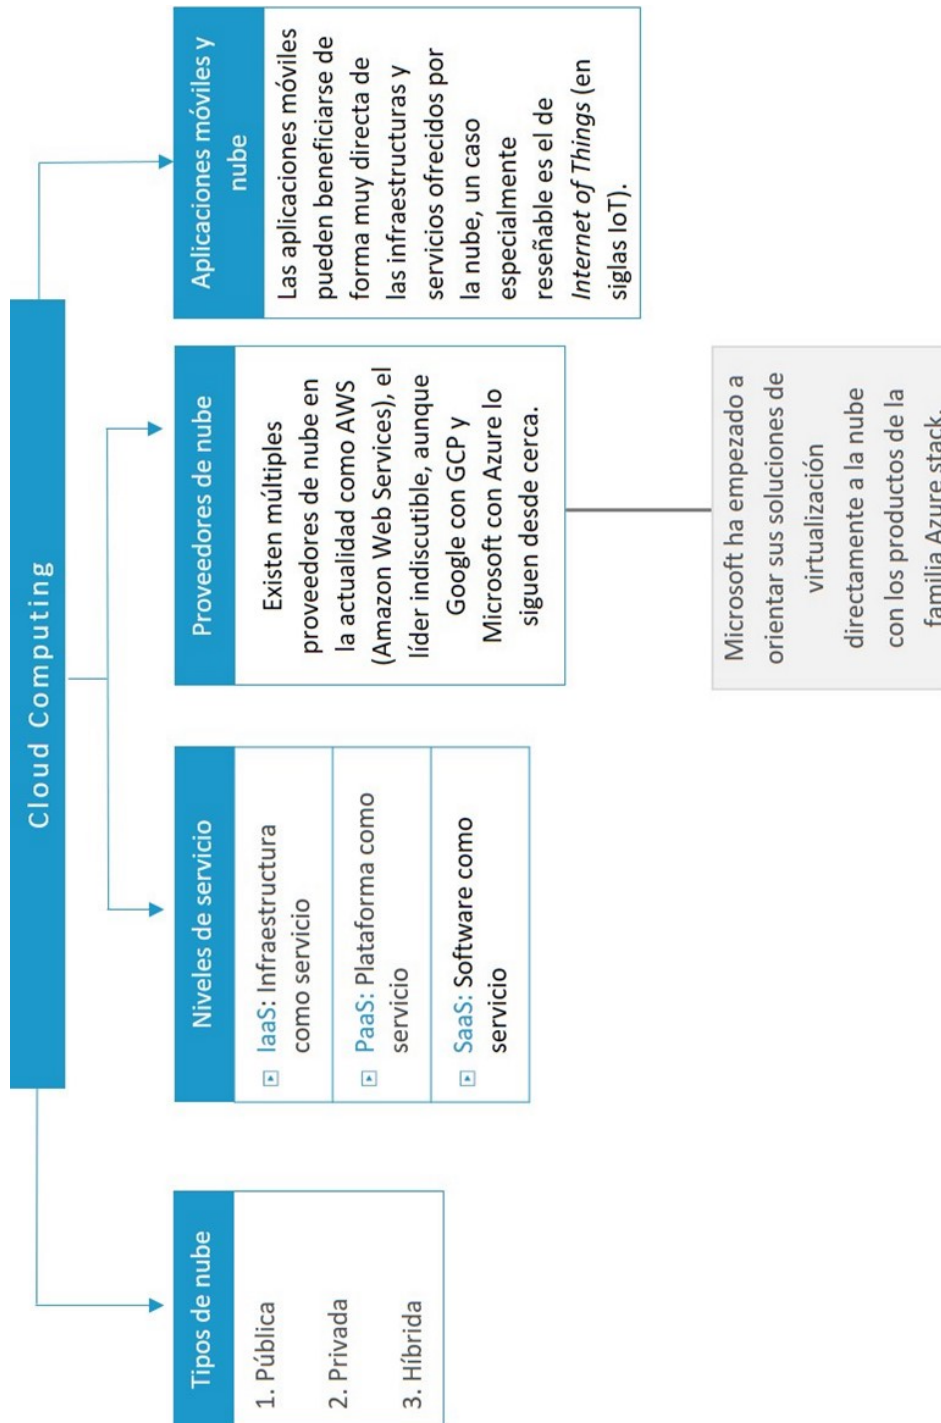 Cloud Computing
Tipos de nube
1. Pública
2. Privada
3. Híbrida
Niveles de servicio
IaaS: Infraestructura
como servicio
PaaS: Plataforma como
servicio
SaaS: Software como
servicio
Proveedores de nube
Existen múltiples
proveedores de nube en
la actualidad como AWS
(Amazon Web Services), el
líder indiscutible, aunque
Google con GCP y
Microsoft con Azure lo
siguen desde cerca.
Microsoft ha empezado a
orientar sus soluciones de
virtualización
directamente a la nube
con los productos de la
familia Azure stack.
Aplicaciones móviles y
nube
Las aplicaciones móviles
pueden beneficiarse de
forma muy directa de
las infraestructuras y
servicios ofrecidos por
la nube, un caso
especialmente
reseñable es el de
Internet of Things (en
siglas IoT).